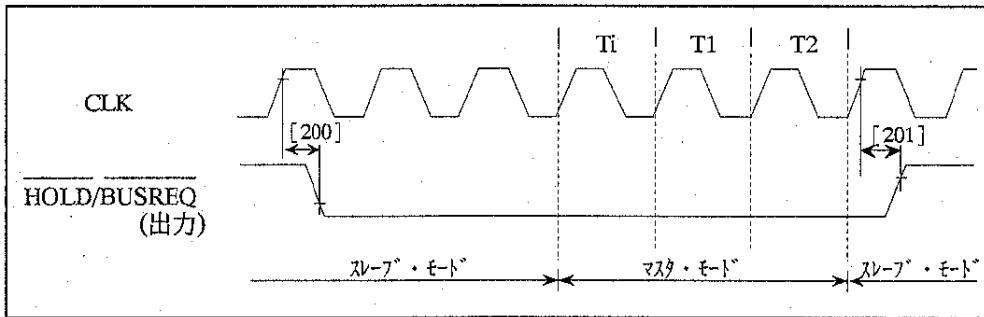 Ti T1 T2
CLK
[200] [201]
HOLD/BUSREQ
(出力)
ｽﾚｰﾌﾞ・ﾓｰﾄﾞ ﾏｽﾀ・ﾓｰﾄﾞ ｽﾚｰﾌﾞ・ﾓｰﾄﾞ